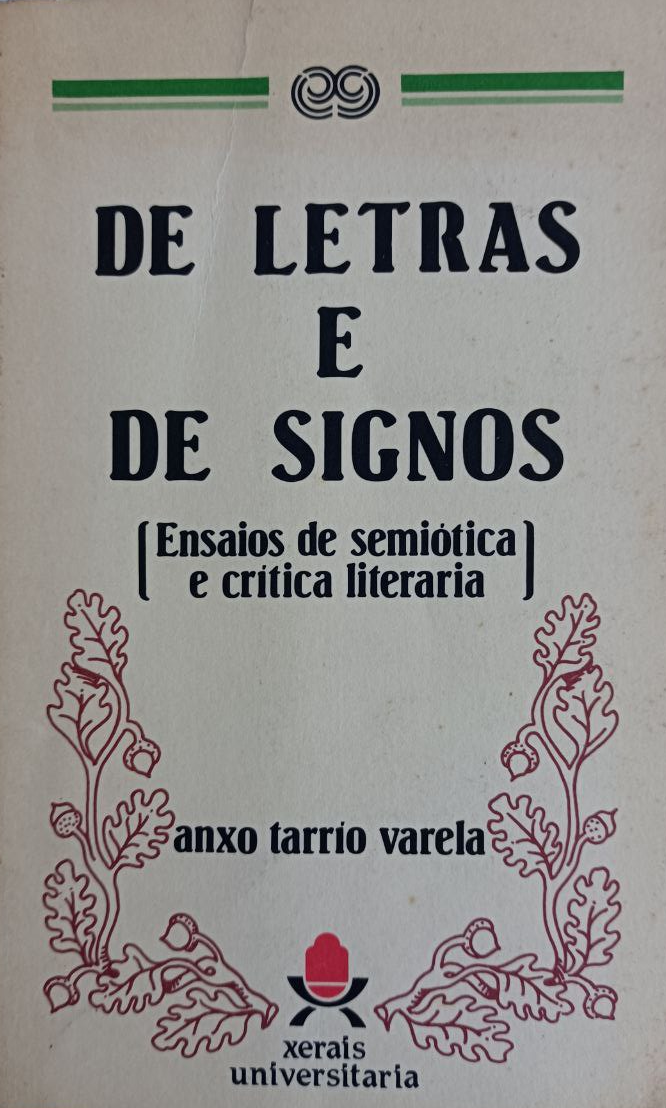 DE LETRAS
E
DE SIGNOS
[Ensaios de semiótica
e crítica literaria]
anxo tarrío varela
xerais
universitaria